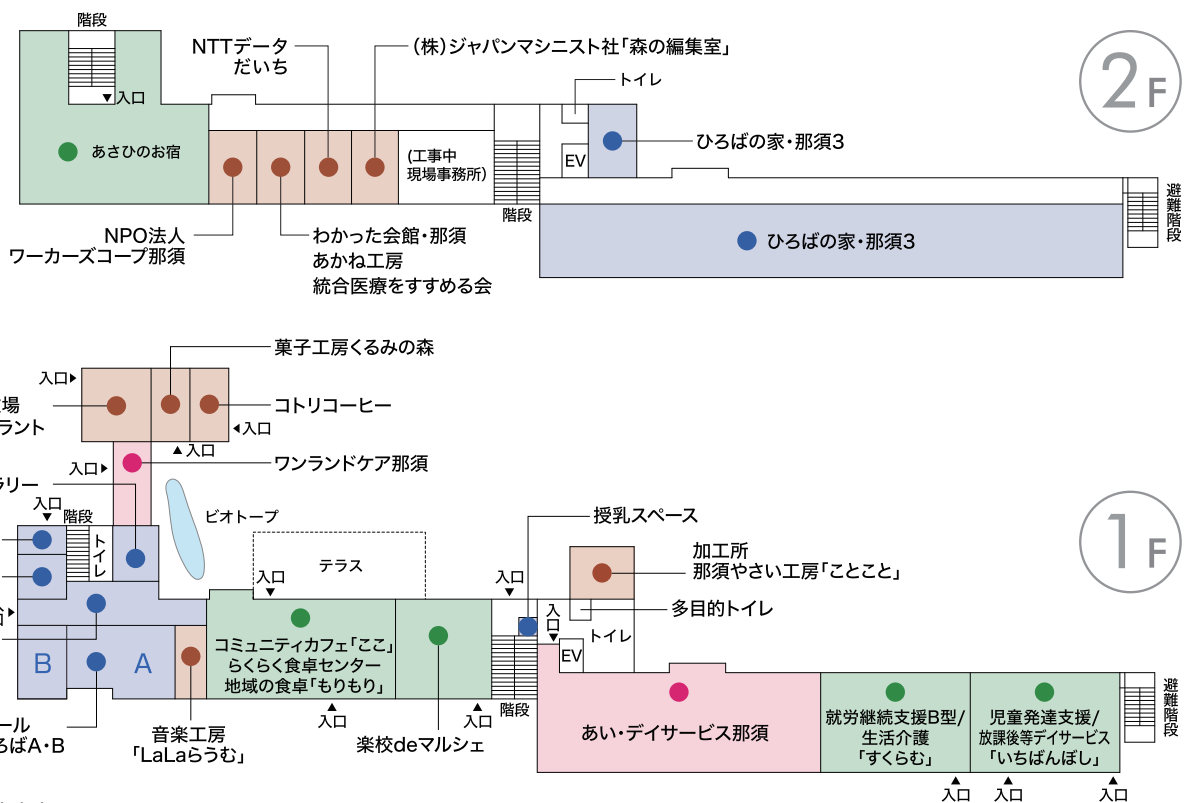 階段
NTTデータ
だいち
(株)ジャパンマシニスト社「森の編集室」
トイレ
2F
▼入口
あさひのお宿
(工事中
現場事務所)
EV
ひろばの家・那須3
階段
避難階段
NPO法人
ワーカーズコープ那須
わかった会館・那須
あかね工房
統合医療をすすめる会
ひろばの家・那須3
菓子工房くるみの森
入口
場
ラント
コトリコーヒー
入口
入口
入口
ワンランドケア那須
ラリー
入口
階段
トイレ
ビオトープ
授乳スペース
1F
テラス
入口
入口
加工所
那須やさい工房「ことこと」
多目的トイレ
入口
トイレ
EV
コミュニティカフェ「ここ」
らくらく食卓センター
地域の食卓「もりもり」
B
A
階段
入口
入口
ール
ろばA・B
音楽工房
「LaLaらうむ」
楽校deマルシェ
あい・デイサービス那須
就労継続支援B型/
生活介護
「すくらむ」
児童発達支援/
放課後等デイサービス
「いちばんぼし」
避難階段
入口
入口
入口